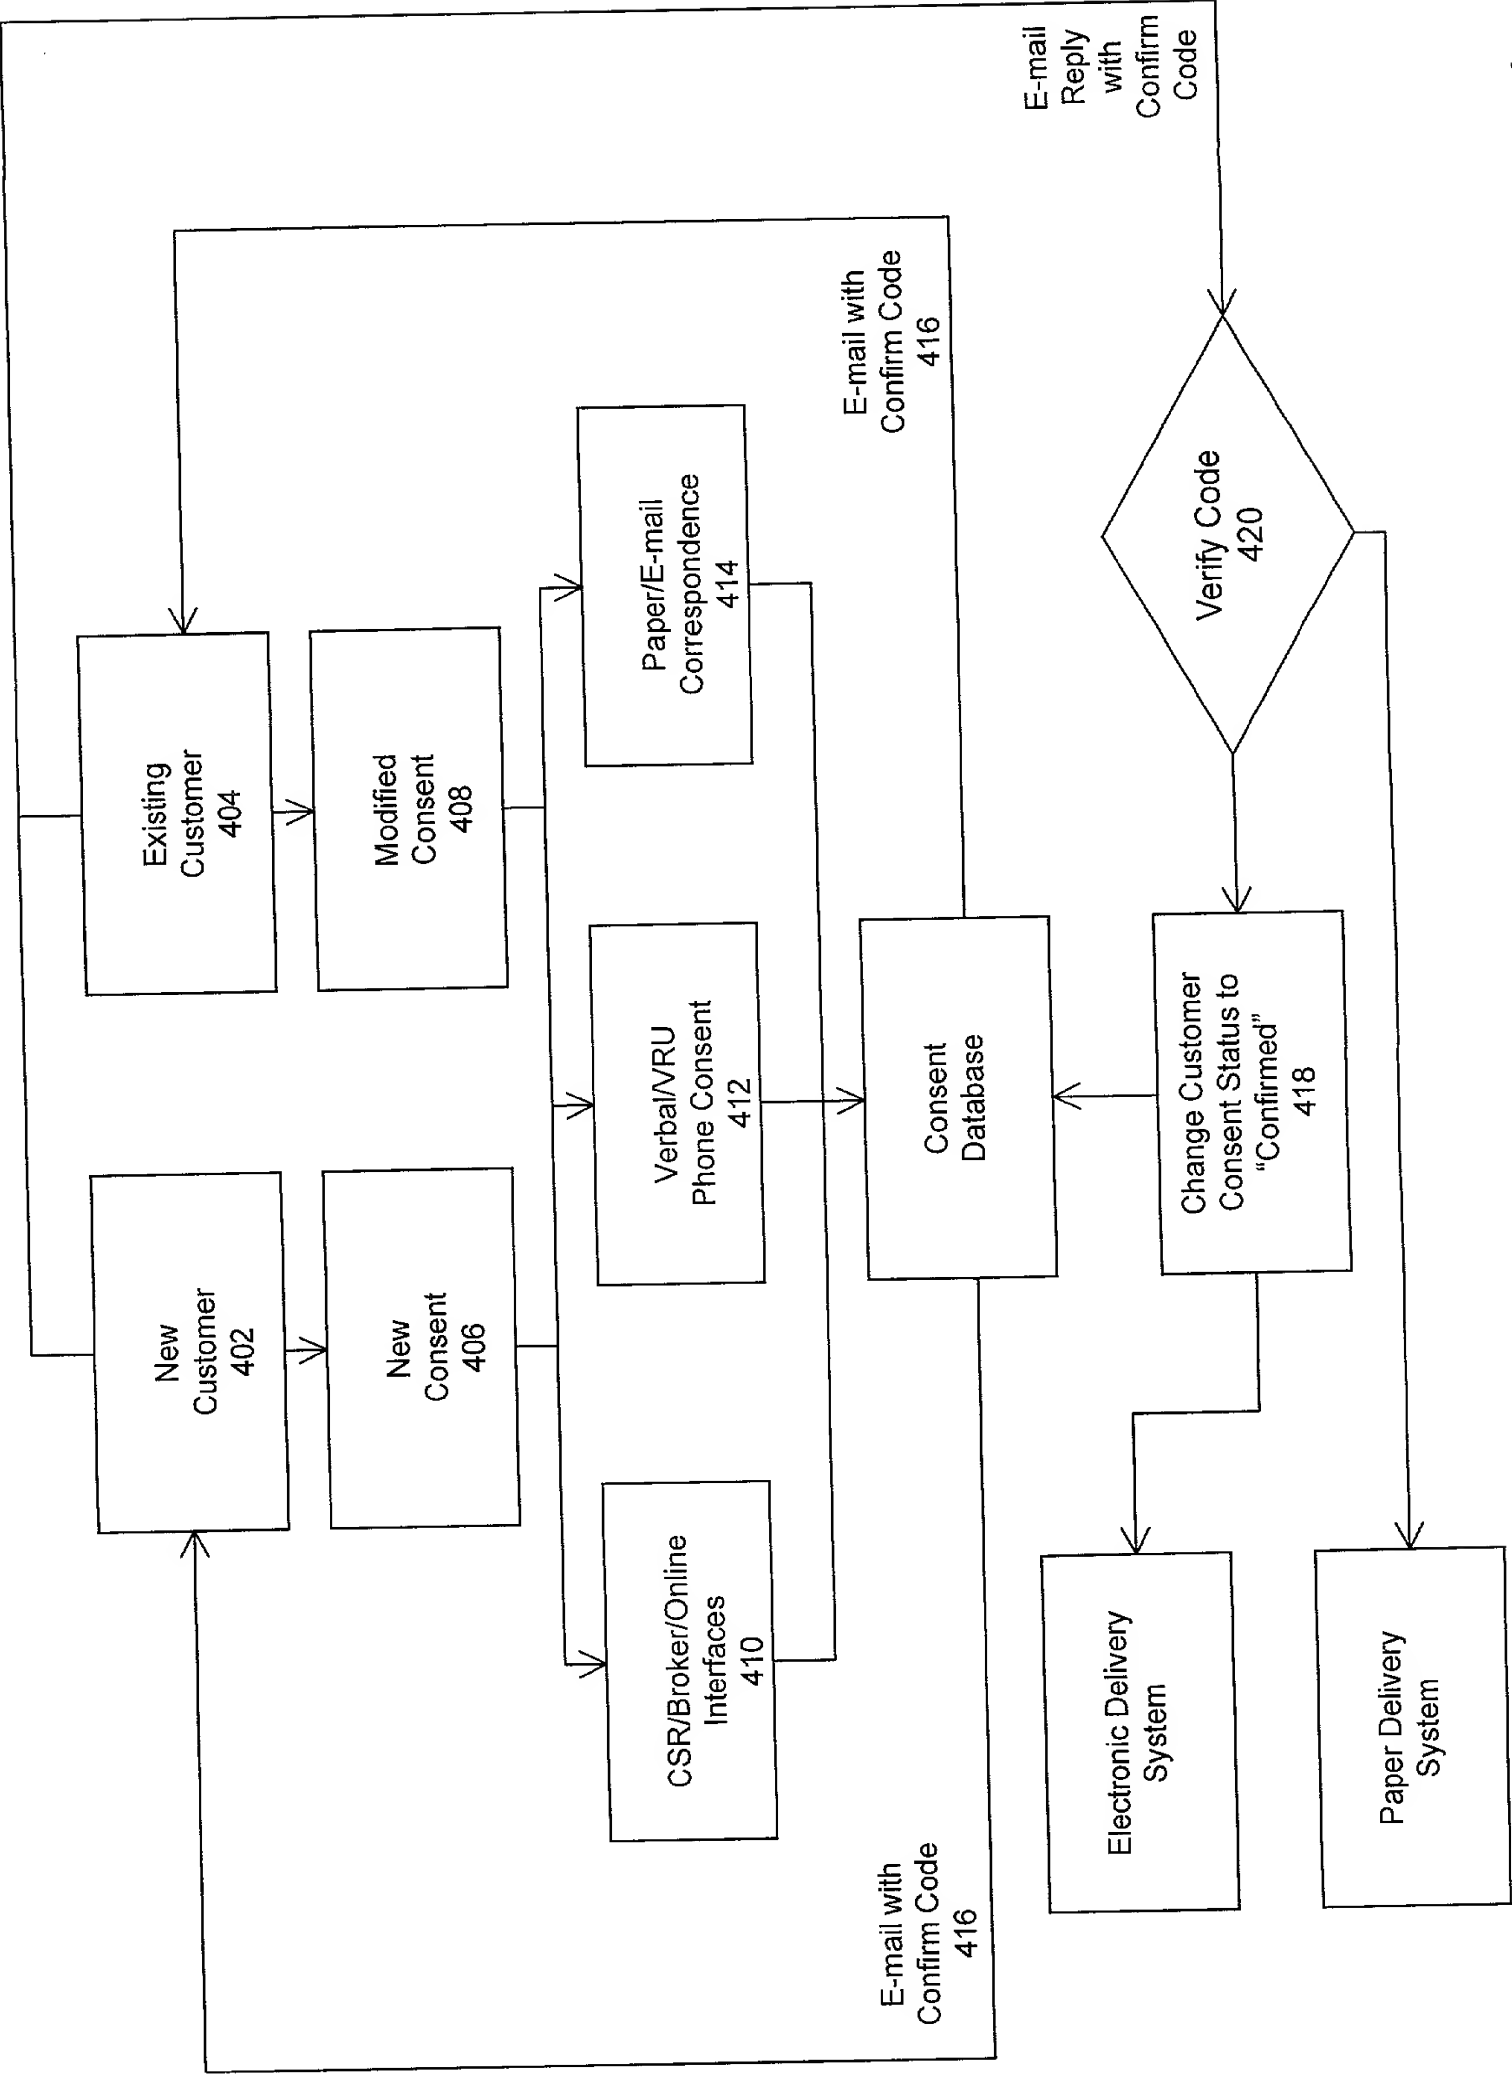 New
Customer
402
Existing
Customer
404
New
Consent
406
Modified
Consent
408
CSR/Broker/Online
Interfaces
410
Verbal/VRU
Phone Consent
412
Paper/E-mail
Correspondence
414
E-mail with
Confirm Code
416
Consent
Database
E-mail with
Confirm Code
416
E-mail
Reply
with
Confirm
Code
Electronic Delivery
System
Change Customer
Consent Status to
“Confirmed”
418
Verify Code
420
Paper Delivery
System